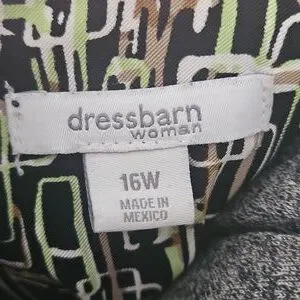 dressbarn
woman
16W
MADE IN
MEXICO